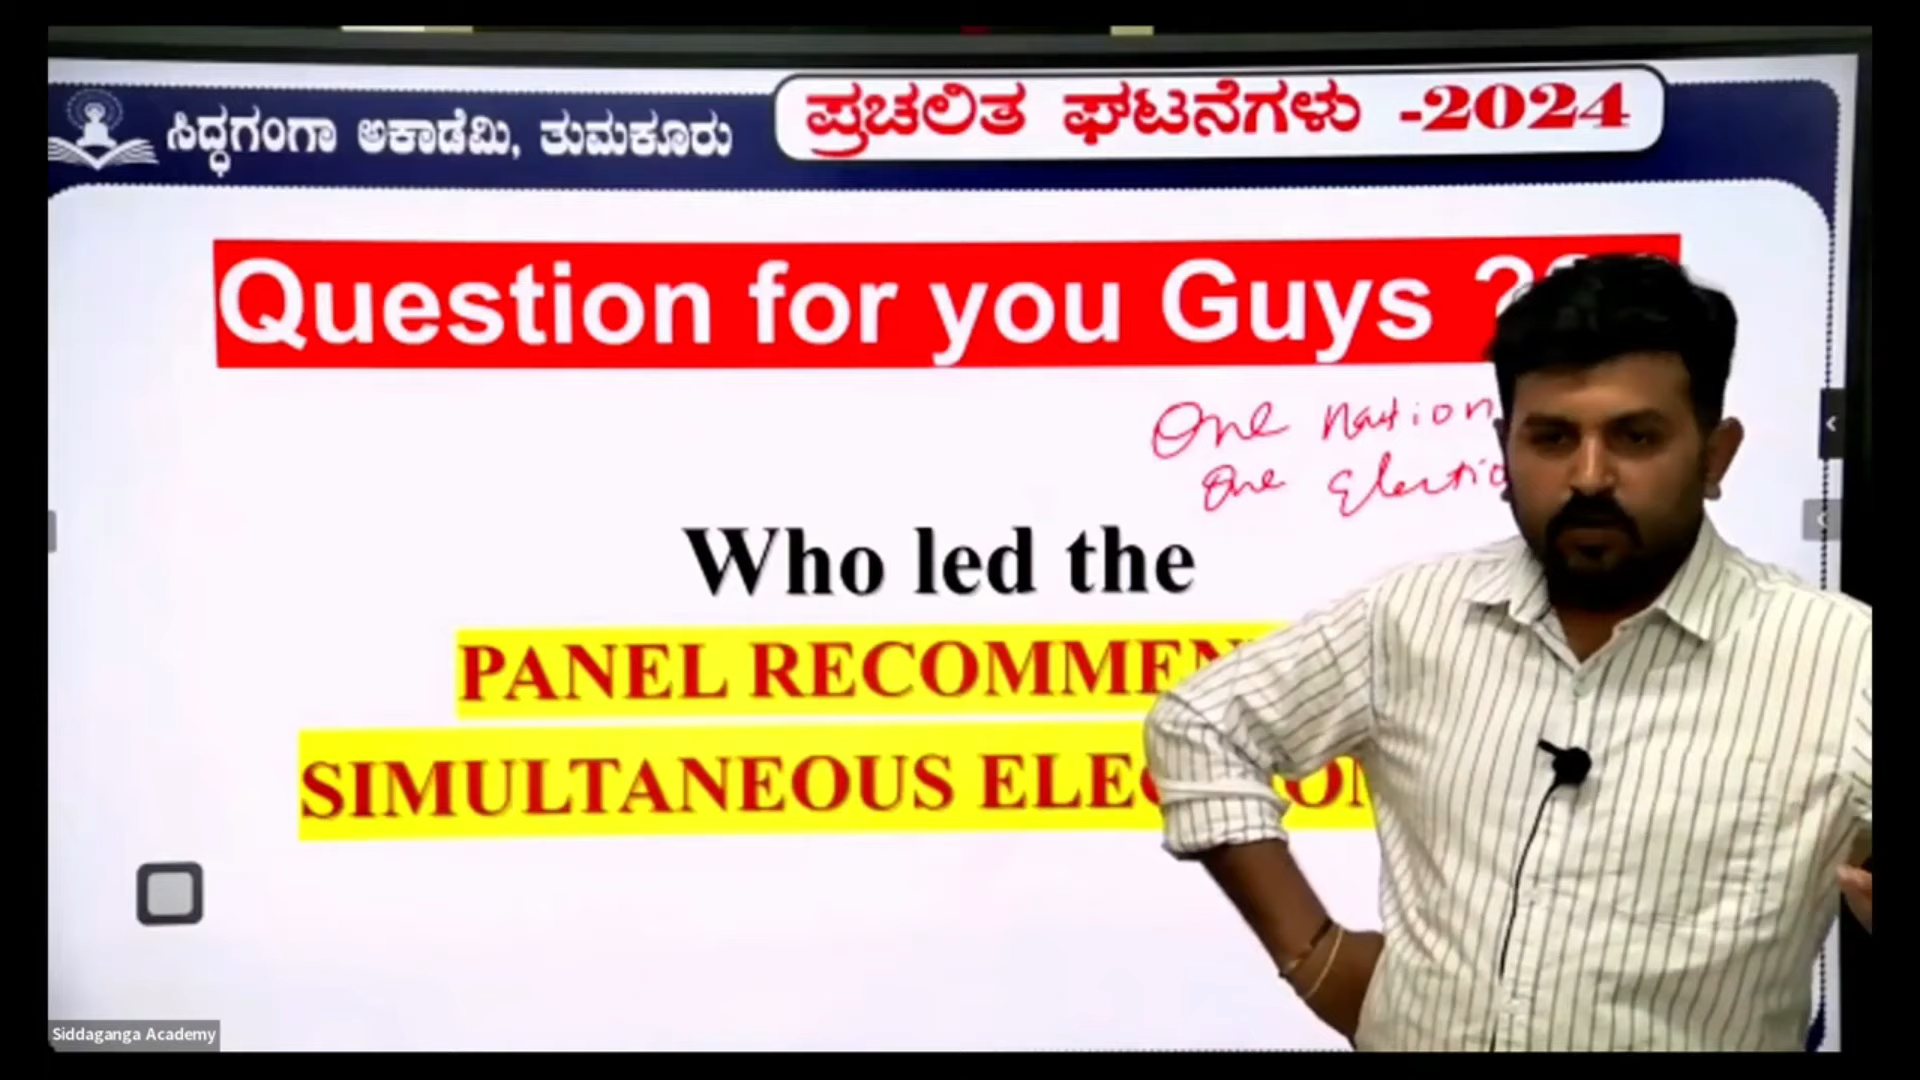 ಸಿದ್ಧಗಂಗಾ ಅಕಾಡೆಮಿ, ತುಮಕೂರು
ಪ್ರಚಲಿತ ಘಟನೆಗಳು -2024
Question for you Guys ?
One nation
One
Who led the
PANEL RECOMMEN
SIMULTANEOUS
Siddaganga Academy